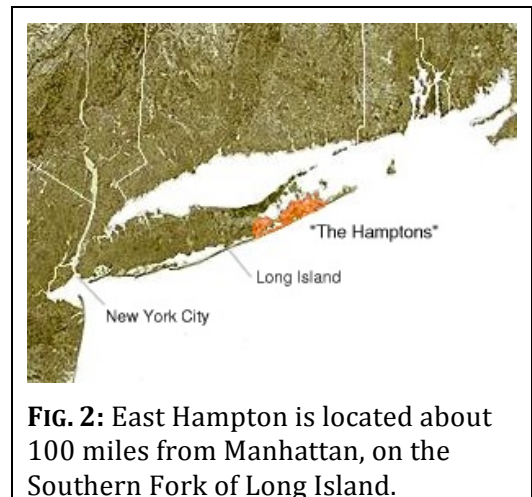 "The Hamptons"
Long Island
New York City
FIG. 2: East Hampton is located about
100 miles from Manhattan, on the
Southern Fork of Long Island.